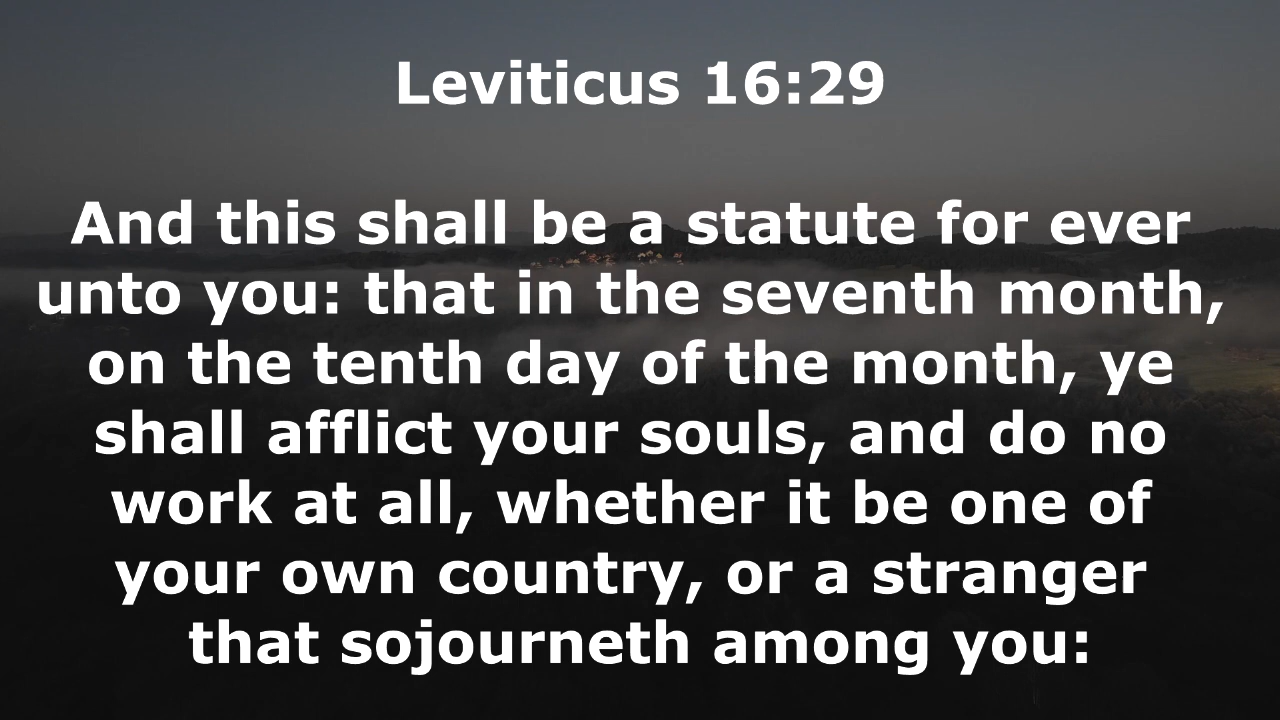 Leviticus 16:29
And this shall be a statute for ever
unto you: that in the seventh month,
on the tenth day of the month, ye
shall afflict your souls, and do no
work at all, whether it be one of
your own country, or a stranger
that sojourneth among you: